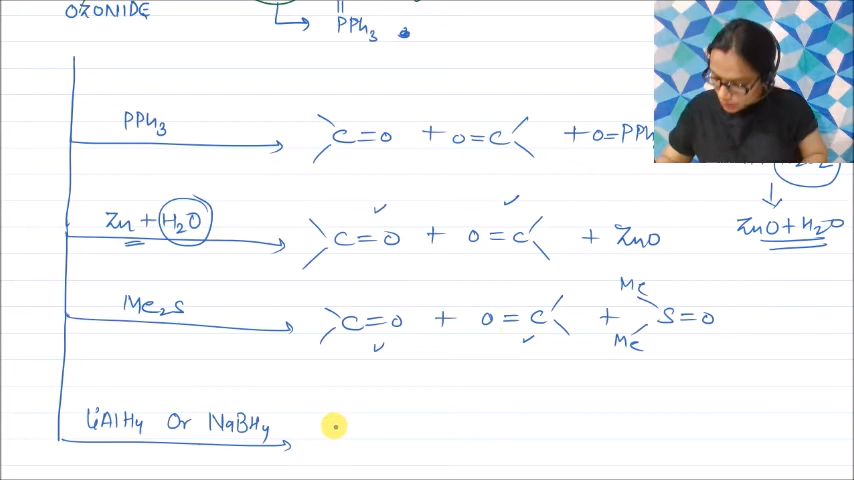 OZONIDE
PPh3
PPh3
C=O + O=C + O=PPh
Zn + H2O
C=O + O=C + ZnO
ZnO + H2O
Me2S
C=O + O=C + Me Me S=O
LiAlH4 Or NaBH4